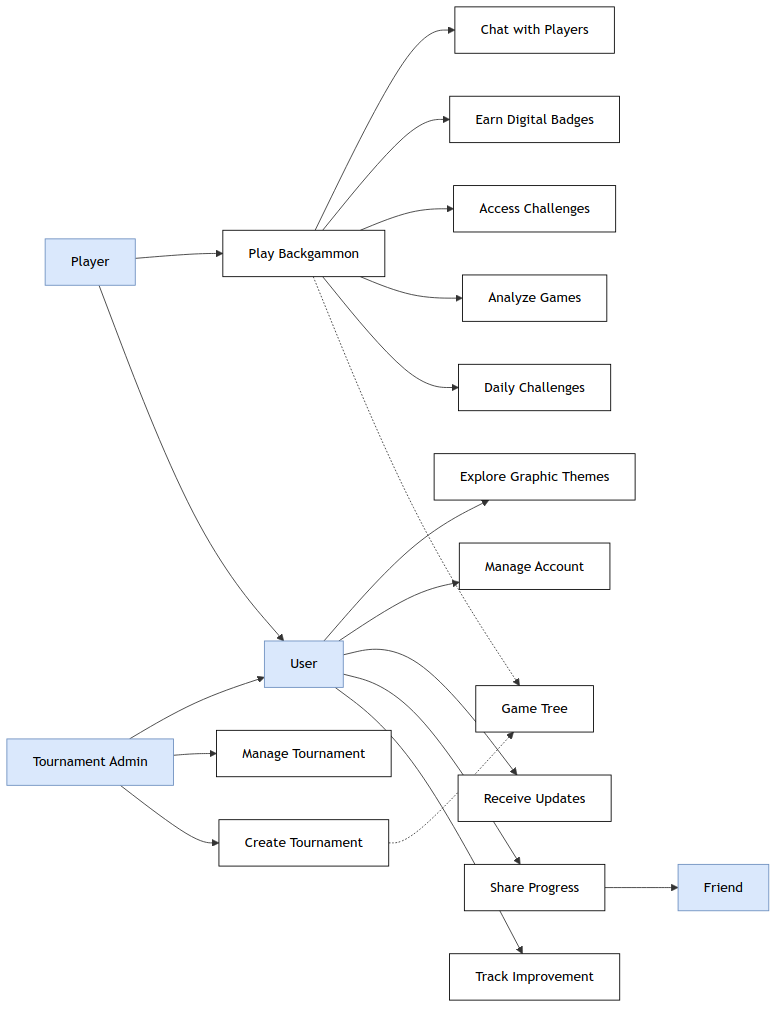 Chat with Players
Earn Digital Badges
Access Challenges
Player
Play Backgammon
Analyze Games
Daily Challenges
Explore Graphic Themes
Manage Account
User
Game Tree
Tournament Admin
Manage Tournament
Receive Updates
Create Tournament
Share Progress
Friend
Track Improvement